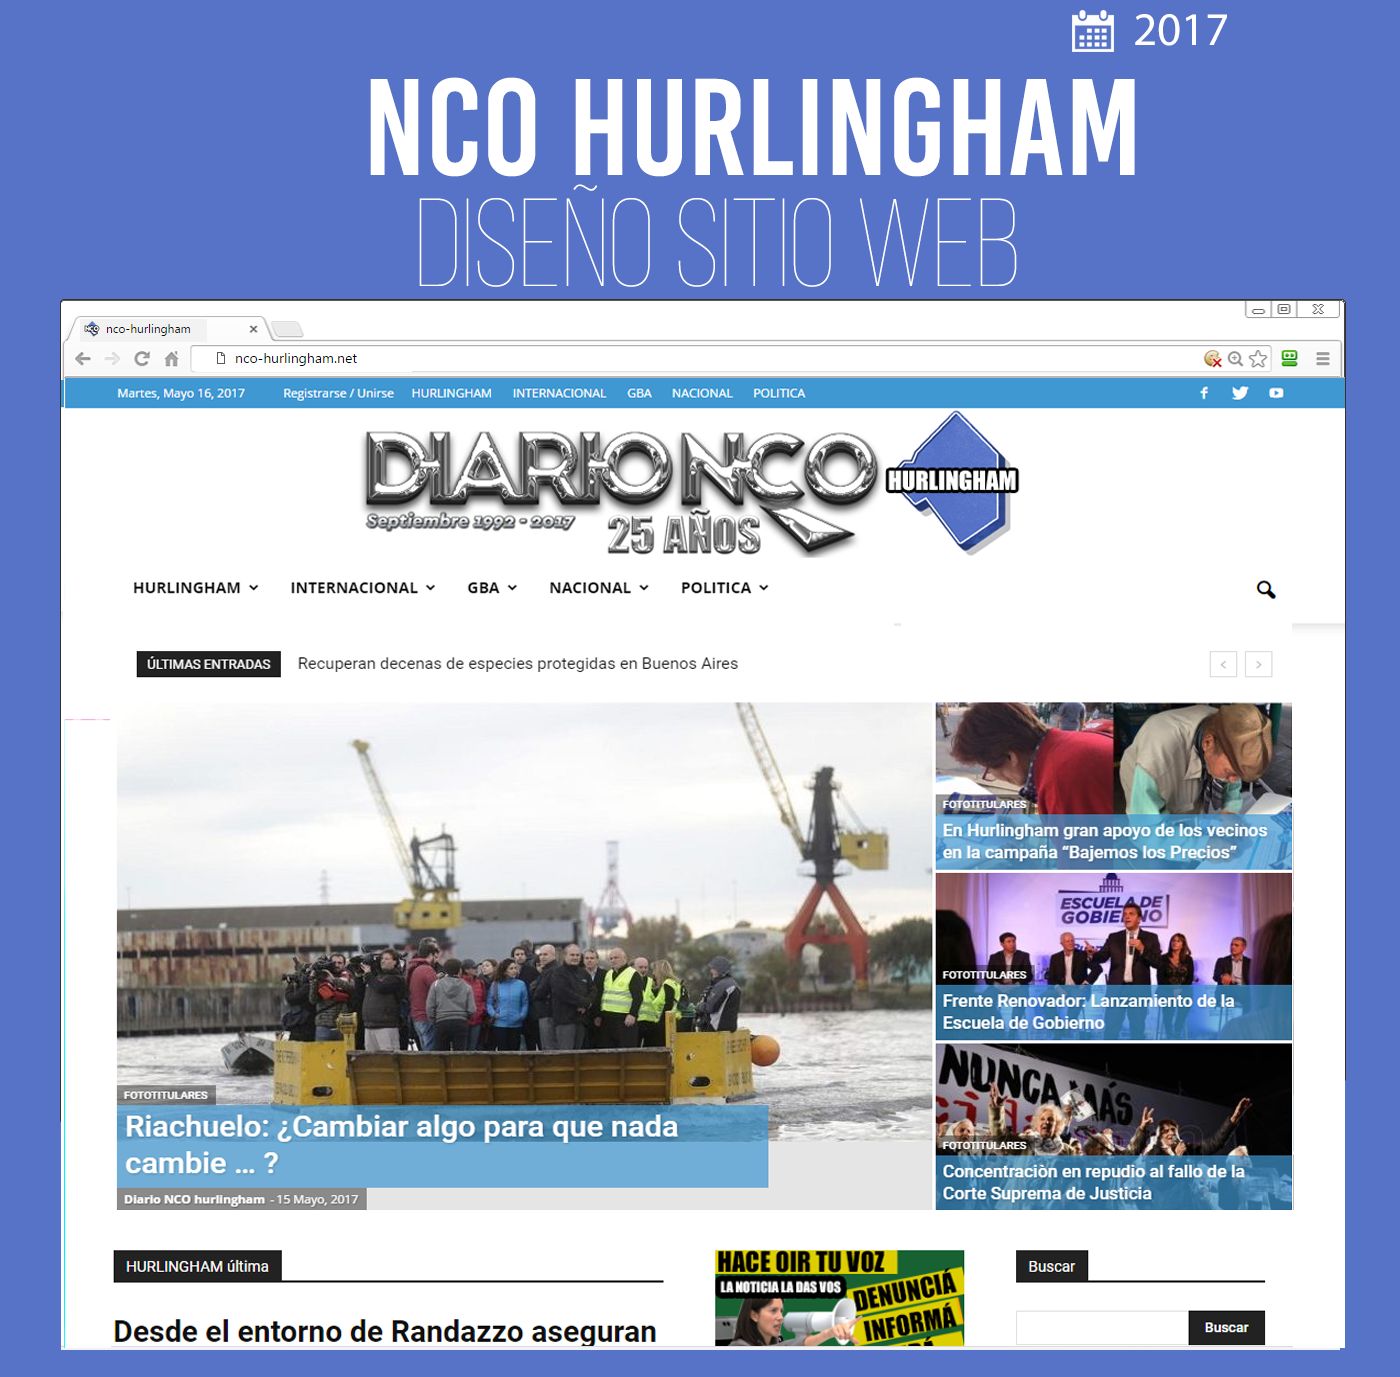 2017
NCO HURLINGHAM
DISEÑO SITIO WEB
nco-hurlingham
nco-hurlingham.net
Martes, Mayo 16, 2017 Registrarse / Unirse HURLINGHAM INTERNACIONAL GBA NACIONAL POLITICA
DIARIO NCO
HURLINGHAM
Septiembre 1992 - 2017
25 AÑOS
HURLINGHAM INTERNACIONAL GBA NACIONAL POLITICA
ÚLTIMAS ENTRADAS Recuperan decenas de especies protegidas en Buenos Aires
FOTOTITULARES
Riachuelo: ¿Cambiar algo para que nada
cambie ... ?
Diario NCO hurlingham - 15 Mayo, 2017
FOTOTITULARES
En Hurlingham gran apoyo de los vecinos
en la campaña “Bajemos los Precios”
ESCUELA DE
GOBIERNO
FOTOTITULARES
Frente Renovador: Lanzamiento de la
Escuela de Gobierno
NUNCA MÁS
FOTOTITULARES
Concentraciòn en repudio al fallo de la
Corte Suprema de Justicia
HURLINGHAM última
Desde el entorno de Randazzo aseguran
HACE OIR TU VOZ
LA NOTICIA LA DAS VOS
DENUNCIÁ
INFORMÁ
Buscar
Buscar